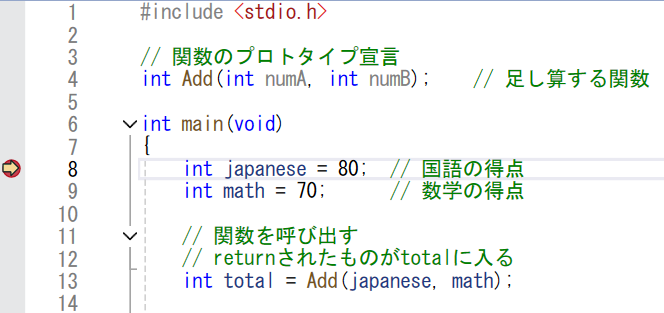 1 #include <stdio.h>
2
3 // 関数のプロトタイプ宣言
4 int Add(int numA, int numB); // 足し算する関数
5
6 int main(void)
7 {
8 int japanese = 80; // 国語の得点
9 int math = 70; // 数学の得点
10
11 // 関数を呼び出す
12 // returnされたものがtotalに入る
13 int total = Add(japanese, math);
14